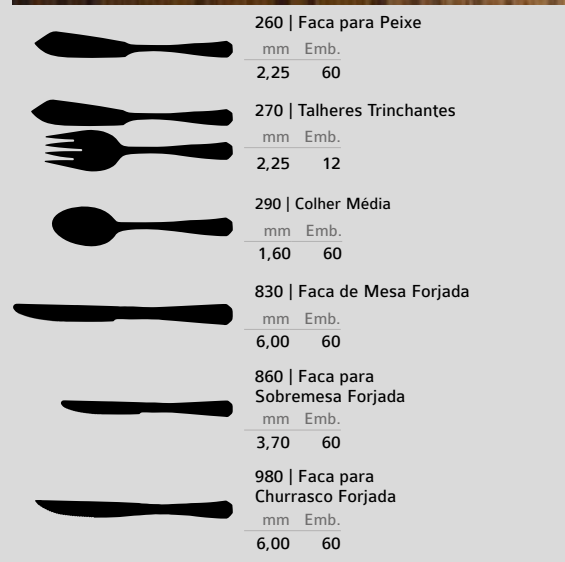 260 | Faca para Peixe
mm Emb.
2,25 60
270 | Talheres Trinchantes
mm Emb.
2,25 12
290 | Colher Média
mm Emb.
1,60 60
830 | Faca de Mesa Forjada
mm Emb.
6,00 60
860 | Faca para
Sobremesa Forjada
mm Emb.
3,70 60
980 | Faca para
Churrasco Forjada
mm Emb.
6,00 60